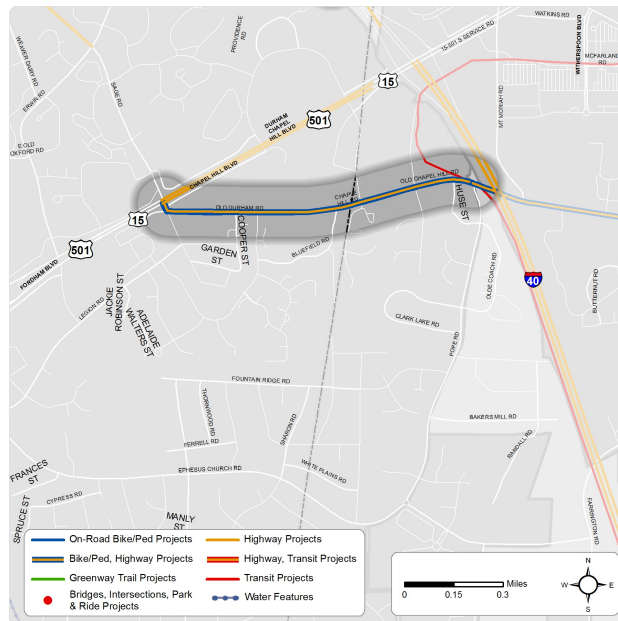 WATKINS RD
WITHERSPOON BLVD
WEAVER DAIRY RD
PROVIDENCE
RD
15-501 S SERVICE RD
MCFARLAND
RD
ERWIN RD
SAGE RD
15
501
DURHAM
CHAPEL
HILL BLVD
MT MORIAH RD
E OLD
OXFORD RD
CHAPEL HILL BLVD
OLD CHAPEL HILL RD
CHAPEL
HILL RD
HUSE ST
15
OLD DURHAM RD
COOPER ST
501
FORDHAM BLVD
GARDEN
ST
BLUEFIELD RD
OLDE COACH RD
40
BUTTERNUT RD
LEGION RD
JACKIE
ROBINSON ST
ADELAIDE
WALTERS ST
CLARK LAKE RD
POPE RD
FOUNTAIN RIDGE RD
THORNWOOD
RD
SHARON RD
BAKERS MILL RD
RANDALL RD
FERRELL RD
FRANCES
ST
EPHESUS CHURCH RD
WHITE PLAINS RD
SPRUCE ST
CYPRESS RD
MANLY
ST
FARRINGTON RD
On-Road Bike/Ped Projects
Highway Projects
Bike/Ped, Highway Projects
Highway, Transit Projects
Greenway Trail Projects
Transit Projects
Bridges, Intersections, Park
& Ride Projects
Water Features
Miles
0 0.15 0.3
N
W E
S